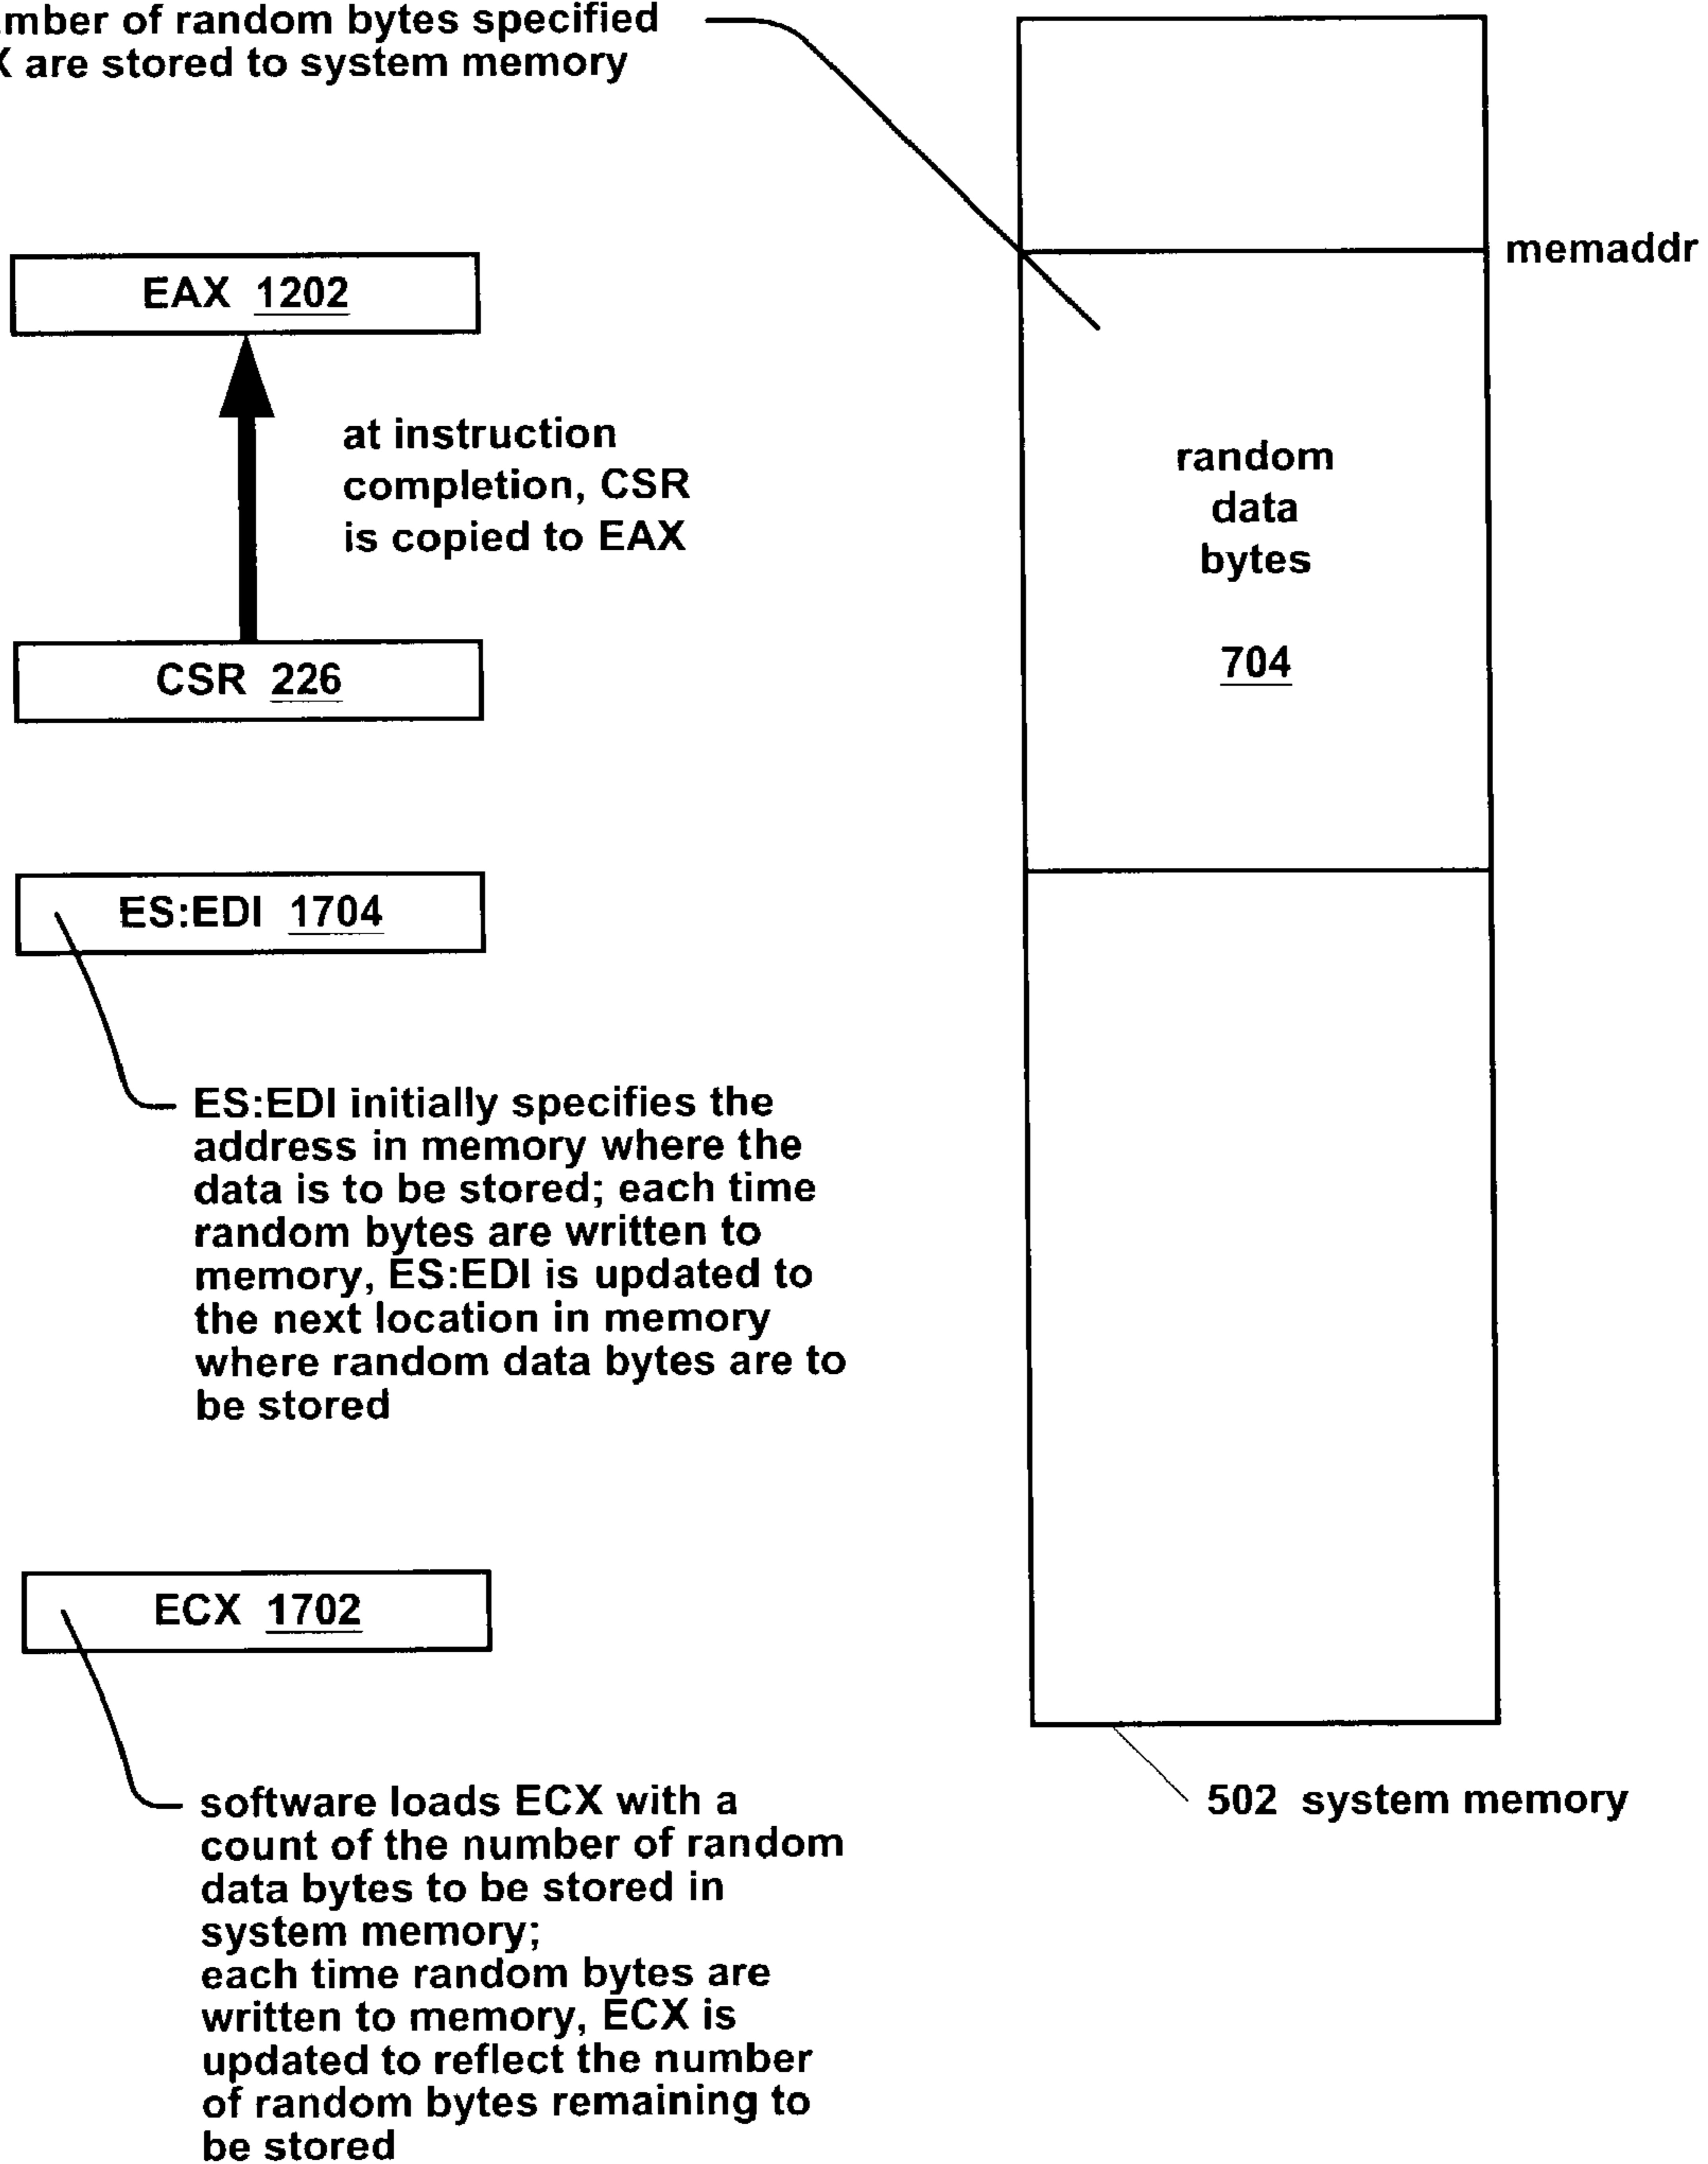 mber of random bytes specified
X are stored to system memory
memaddr
EAX 1202
at instruction
completion, CSR
is copied to EAX
random
data
bytes
704
CSR 226
ES:EDI 1704
ES:EDI initially specifies the
address in memory where the
data is to be stored; each time
random bytes are written to
memory, ES:EDI is updated to
the next location in memory
where random data bytes are to
be stored
ECX 1702
software loads ECX with a
count of the number of random
data bytes to be stored in
system memory;
each time random bytes are
written to memory, ECX is
updated to reflect the number
of random bytes remaining to
be stored
502 system memory